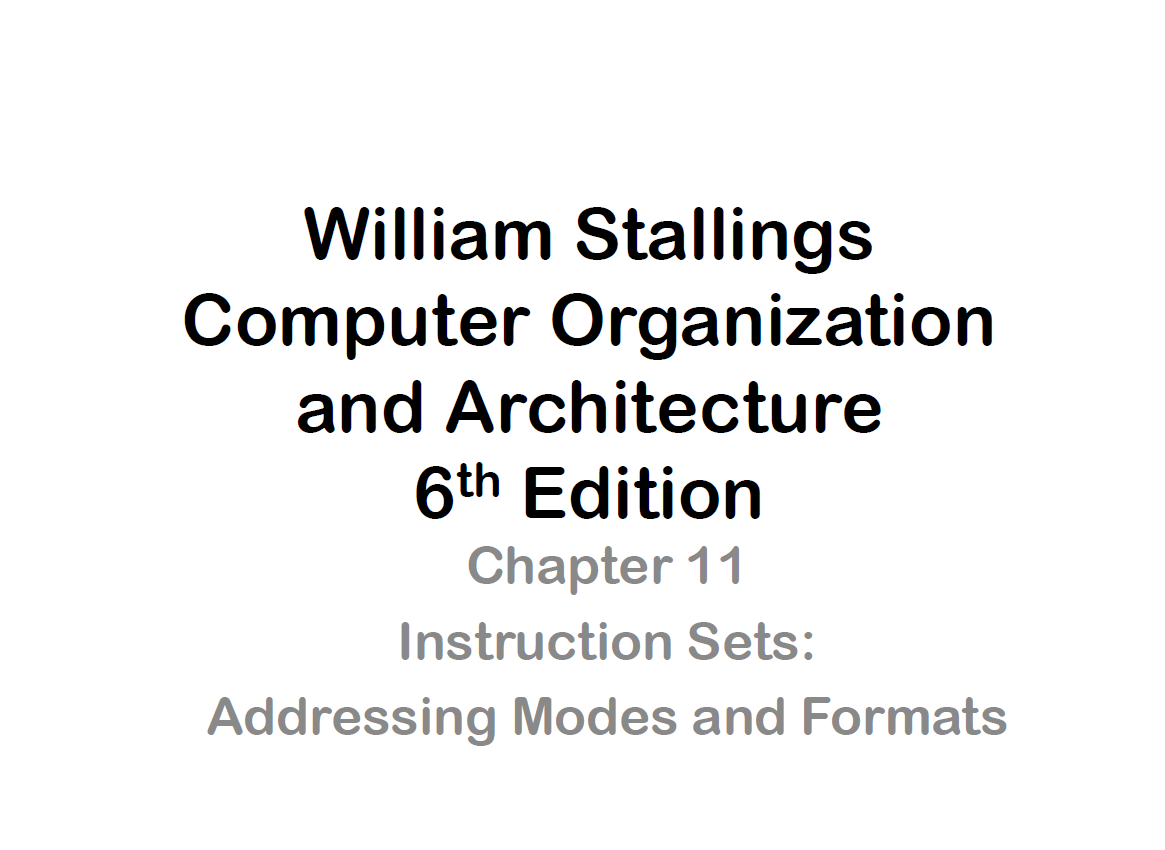 William Stallings
Computer Organization
and Architecture
6th Edition
Chapter 11
Instruction Sets:
Addressing Modes and Formats